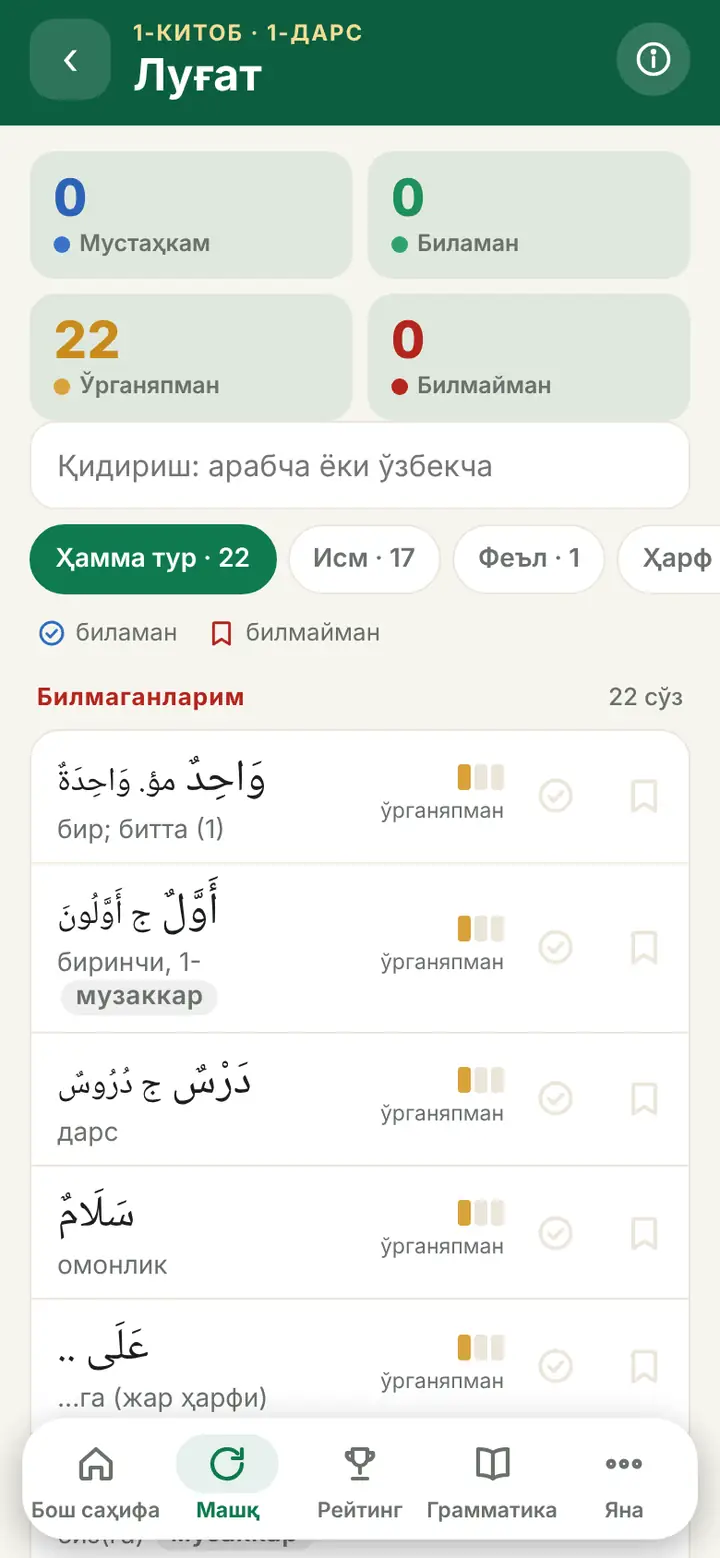 1-КИТОБ · 1-ДАРС
Луғат
0
Мустаҳкам
0
Биламан
22
Ўрганяпман
0
Билмайман
Қидириш: арабча ёки ўзбекча
Ҳамма тур · 22
Исм · 17
Феъл · 1
Ҳарф
биламан
билмайман
Билмаганларим
22 сўз
وَاحِدٌ مؤ. وَاحِدَةٌ
ўрганяпман
бир; битта (1)
أَوَّلٌ ج أَوَّلُونَ
ўрганяпман
биринчи, 1-
музаккар
دَرْسٌ ج دُرُوسٌ
ўрганяпман
дарс
سَلَامٌ
ўрганяпман
омонлик
عَلَى ..
ўрганяпман
...га (жар ҳарфи)
Бош саҳифа
Машқ
Рейтинг
Грамматика
Яна